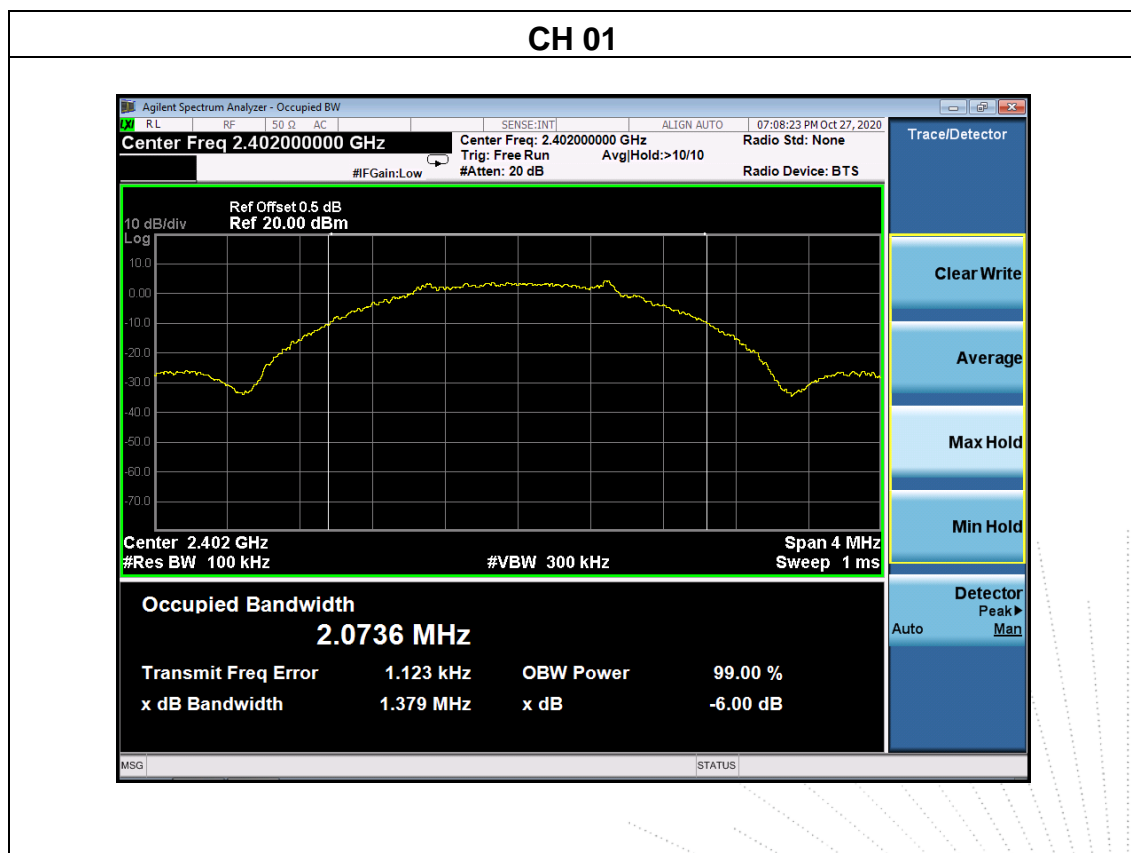 CH 01
Agilent Spectrum Analyzer - Occupied BW
LXI RL RF 50 Ω AC SENSE:INT ALIGN AUTO 07:08:23 PM Oct 27, 2020
Center Freq 2.402000000 GHz
Center Freq: 2.402000000 GHz Radio Std: None
Trig: Free Run Avg|Hold:>10/10
#IFGain:Low #Atten: 20 dB Radio Device: BTS
Trace/Detector
Ref Offset 0.5 dB
10 dB/div Ref 20.00 dBm
Log
10.0
0.00
-10.0
-20.0
-30.0
-40.0
-50.0
-60.0
-70.0
Center 2.402 GHz Span 4 MHz
#Res BW 100 kHz #VBW 300 kHz Sweep 1 ms
Clear Write
Average
Max Hold
Min Hold
Detector
Peak▶
Auto Man
Occupied Bandwidth
2.0736 MHz
Transmit Freq Error 1.123 kHz OBW Power 99.00 %
x dB Bandwidth 1.379 MHz x dB -6.00 dB
MSG STATUS